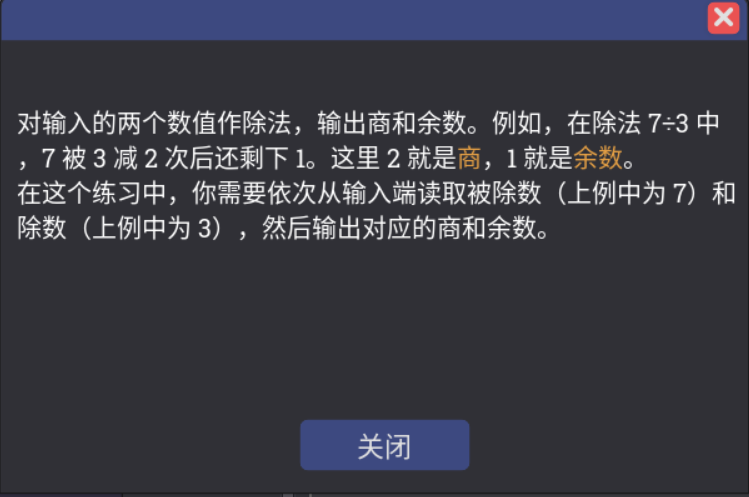 对输入的两个数值作除法，输出商和余数。例如，在除法 7÷3 中
，7 被 3 减 2 次后还剩下 1。这里 2 就是商，1 就是余数。
在这个练习中，你需要依次从输入端读取被除数（上例中为 7）和
除数（上例中为 3），然后输出对应的商和余数。
关闭